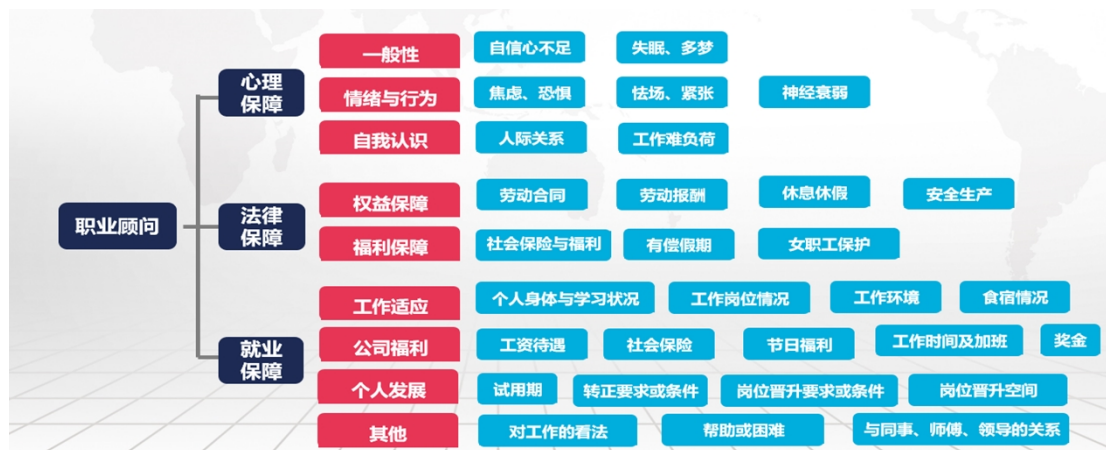 职业顾问
心理
保障
一般性
自信心不足
失眠、多梦
情绪与行为
焦虑、恐惧
怯场、紧张
神经衰弱
自我认识
人际关系
工作难负荷
法律
保障
权益保障
劳动合同
劳动报酬
休息休假
安全生产
福利保障
社会保险与福利
有偿假期
女职工保护
就业
保障
工作适应
个人身体与学习状况
工作岗位情况
工作环境
食宿情况
公司福利
工资待遇
社会保险
节日福利
工作时间及加班
奖金
个人发展
试用期
转正要求或条件
岗位晋升要求或条件
岗位晋升空间
其他
对工作的看法
帮助或困难
与同事、师傅、领导的关系